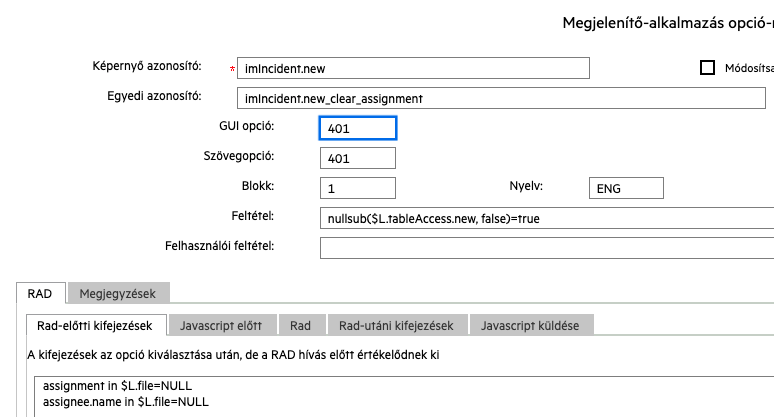 Megjelenítő-alkalmazás opció-
Képernyő azonosító: * imIncident.new
Módosítsa
Egyedi azonosító: imIncident.new_clear_assignment
GUI opció: 401
Szövegopció: 401
Blokk: 1 Nyelv: ENG
Feltétel: nullsub($L.tableAccess.new, false)=true
Felhasználói feltétel:
RAD Megjegyzések
Rad-előtti kifejezések Javascript előtt Rad Rad-utáni kifejezések Javascript küldése
A kifejezések az opció kiválasztása után, de a RAD hívás előtt értékelődnek ki
assignment in $L.file=NULL
assignee.name in $L.file=NULL